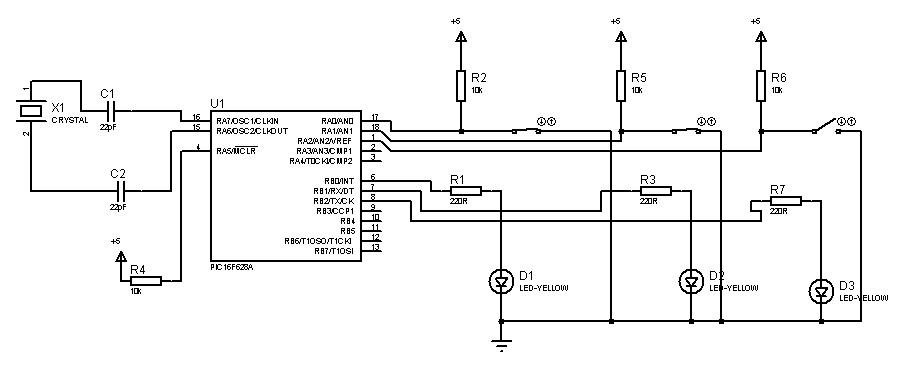 +5 +5 +5
R2
10k
R5
10k
R6
10k
1
X1
CRYSTAL
2
C1
22pF
C2
22pF
+5
R4
10k
U1
16 RA7/OSC1/CLKIN
15 RA6/OSC2/CLKOUT
4 RA5/MCLR
RA0/AN0 17
RA1/AN1 18
RA2/AN2/VREF 1
RA3/AN3/CMP1 2
RA4/T0CK/CMP2 3
RB0/INT 6
RB1/RX/DT 7
RB2/TX/CK 8
RB3/CCP1 9
RB4 10
RB5 11
RB6/T1OSO/T1CKI 12
RB7/T1OSI 13
PIC16F628A
R1
220R
R3
220R
R7
220R
D1
LED-YELLOW
D2
LED-YELLOW
D3
LED-YELLOW